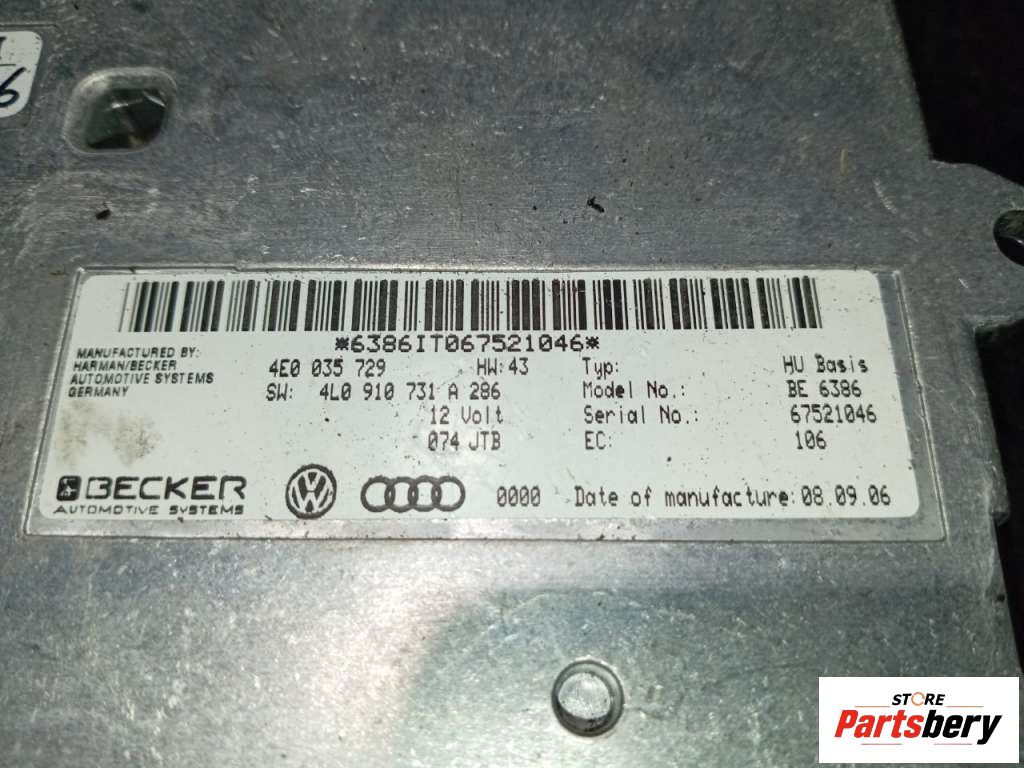 6
*6386IT067521046*
MANUFACTURED BY:
HARMAN/BECKER
AUTOMOTIVE SYSTEMS
GERMANY
4E0 035 729 HW:43
SW: 4L0 910 731 A 286
12 Volt
074 JTB
Typ: HU Basis
Model No.: BE 6386
Serial No.: 67521046
EC: 106
BECKER
AUTOMOTIVE SYSTEMS
0000 Date of manufacture: 08.09.06
STORE
Partsbery